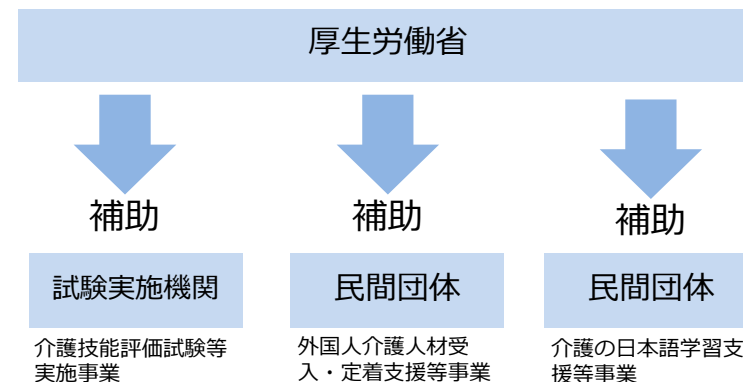 厚生労働省
補助
補助
補助
試験実施機関
民間団体
民間団体
介護技能評価試験等
実施事業
外国人介護人材受
入・定着支援等事業
介護の日本語学習支
援等事業